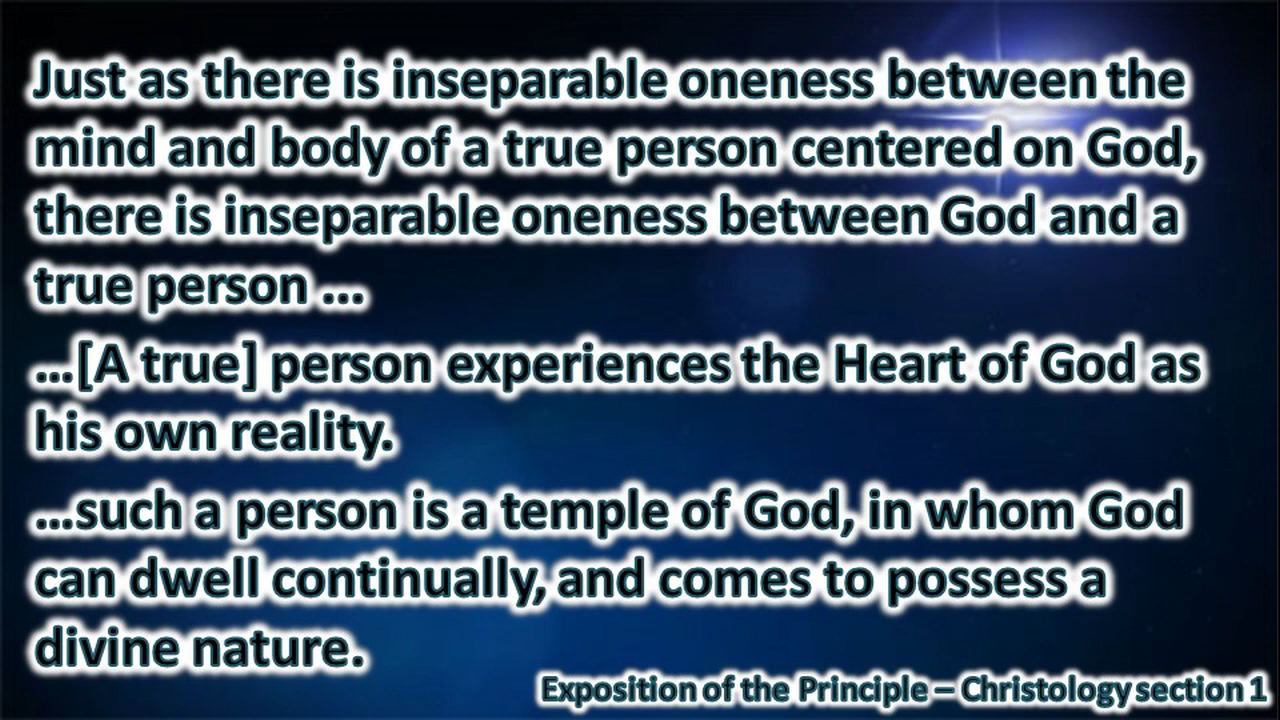 Just as there is inseparable oneness between the
mind and body of a true person centered on God,
there is inseparable oneness between God and a
true person ...
...[A true] person experiences the Heart of God as
his own reality.
...such a person is a temple of God, in whom God
can dwell continually, and comes to possess a
divine nature.
Exposition of the Principle – Christology section 1